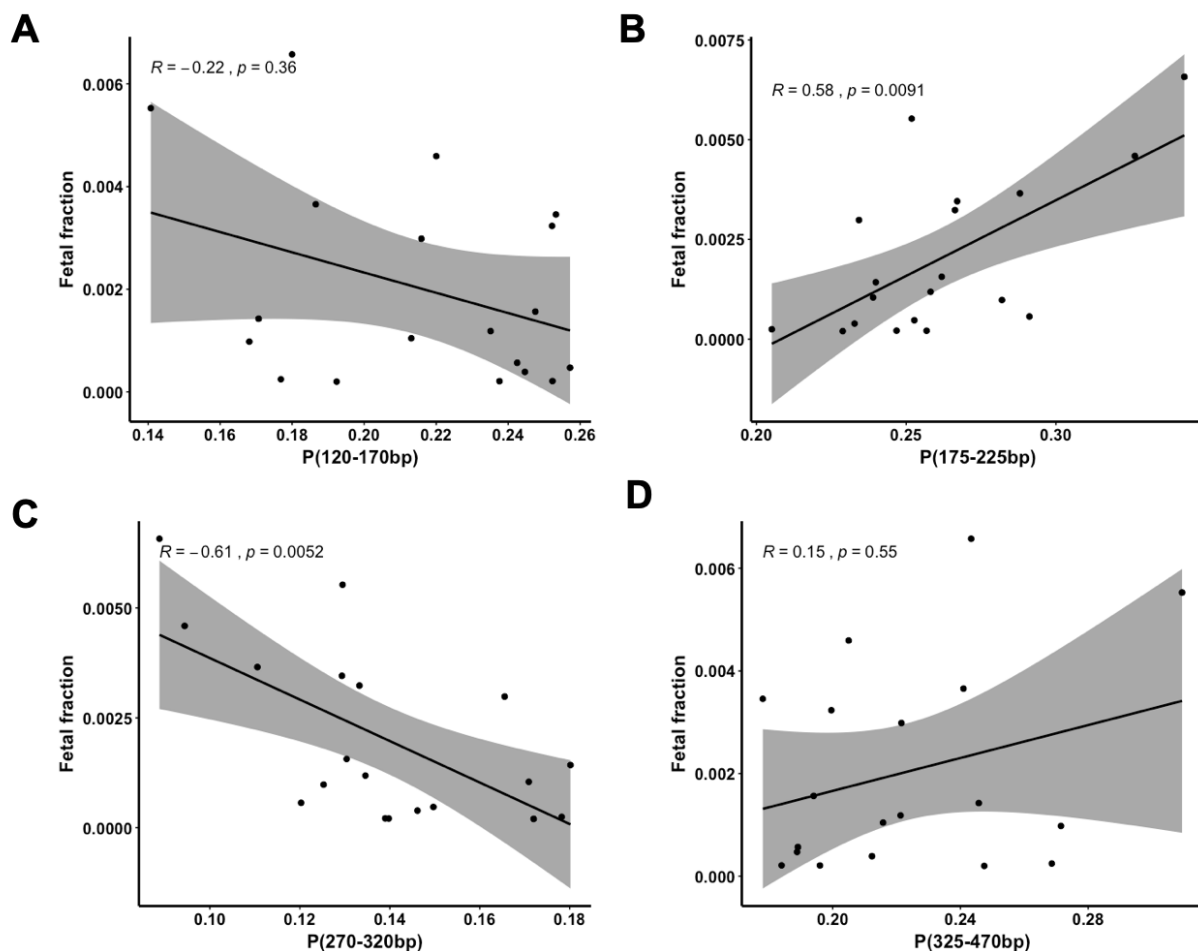 A
R = −0.22 , p = 0.36
Fetal fraction
0.006
0.004
0.002
0.000
0.14 0.16 0.18 0.20 0.22 0.24 0.26
P(120-170bp)
B
R = 0.58 , p = 0.0091
Fetal fraction
0.0075
0.0050
0.0025
0.0000
0.20 0.25 0.30
P(175-225bp)
C
R = −0.61 , p = 0.0052
Fetal fraction
0.0050
0.0025
0.0000
0.10 0.12 0.14 0.16 0.18
P(270-320bp)
D
R = 0.15 , p = 0.55
Fetal fraction
0.006
0.004
0.002
0.000
0.20 0.24 0.28
P(325-470bp)